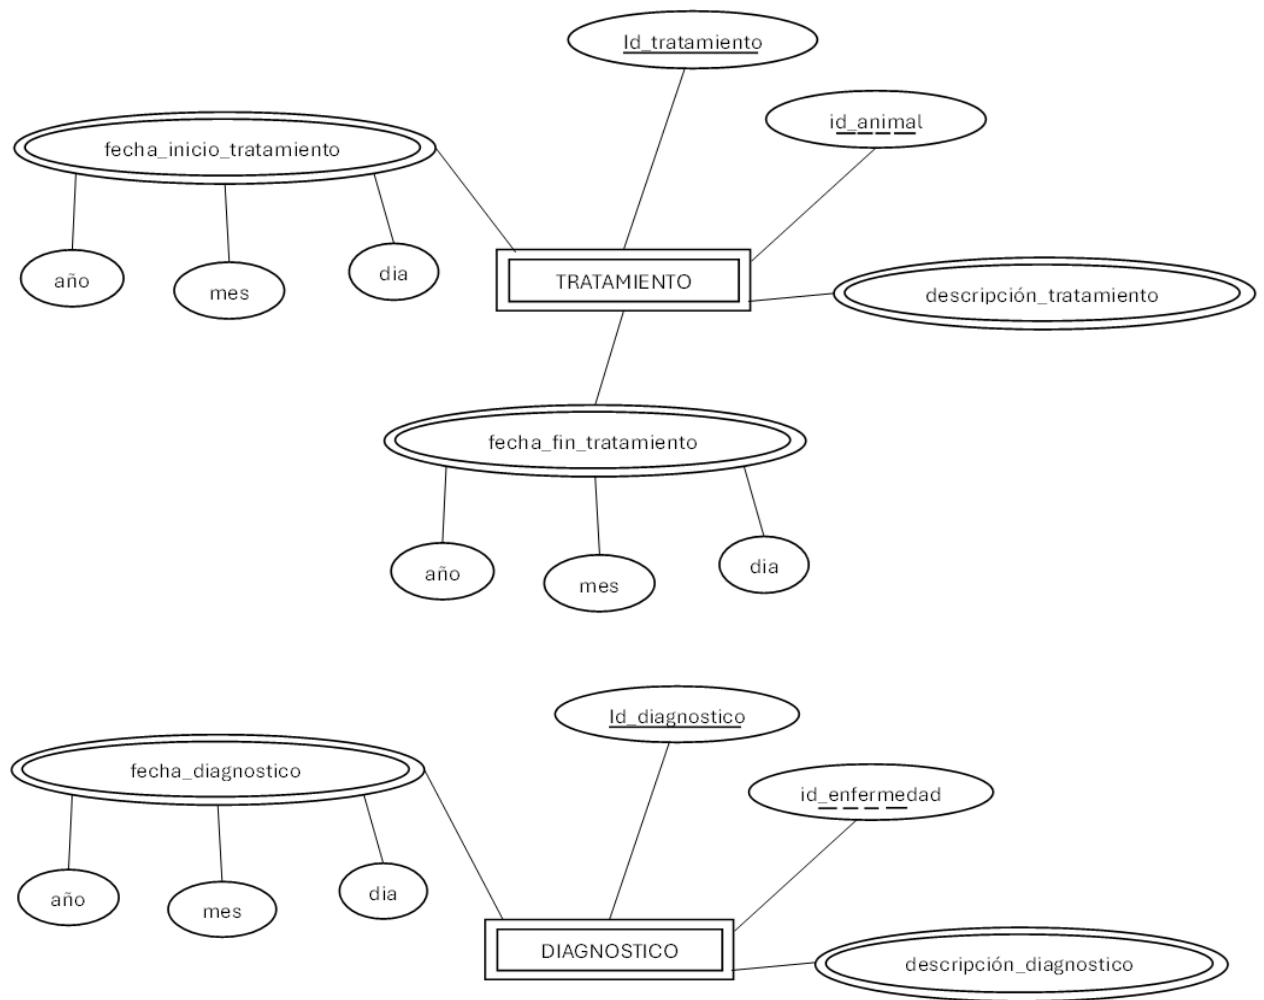 Id_tratamiento
id_animal
fecha_inicio_tratamiento
año
mes
dia
TRATAMIENTO
descripción_tratamiento
fecha_fin_tratamiento
año
mes
dia
Id_diagnostico
fecha_diagnostico
id_enfermedad
año
mes
dia
DIAGNOSTICO
descripción_diagnostico